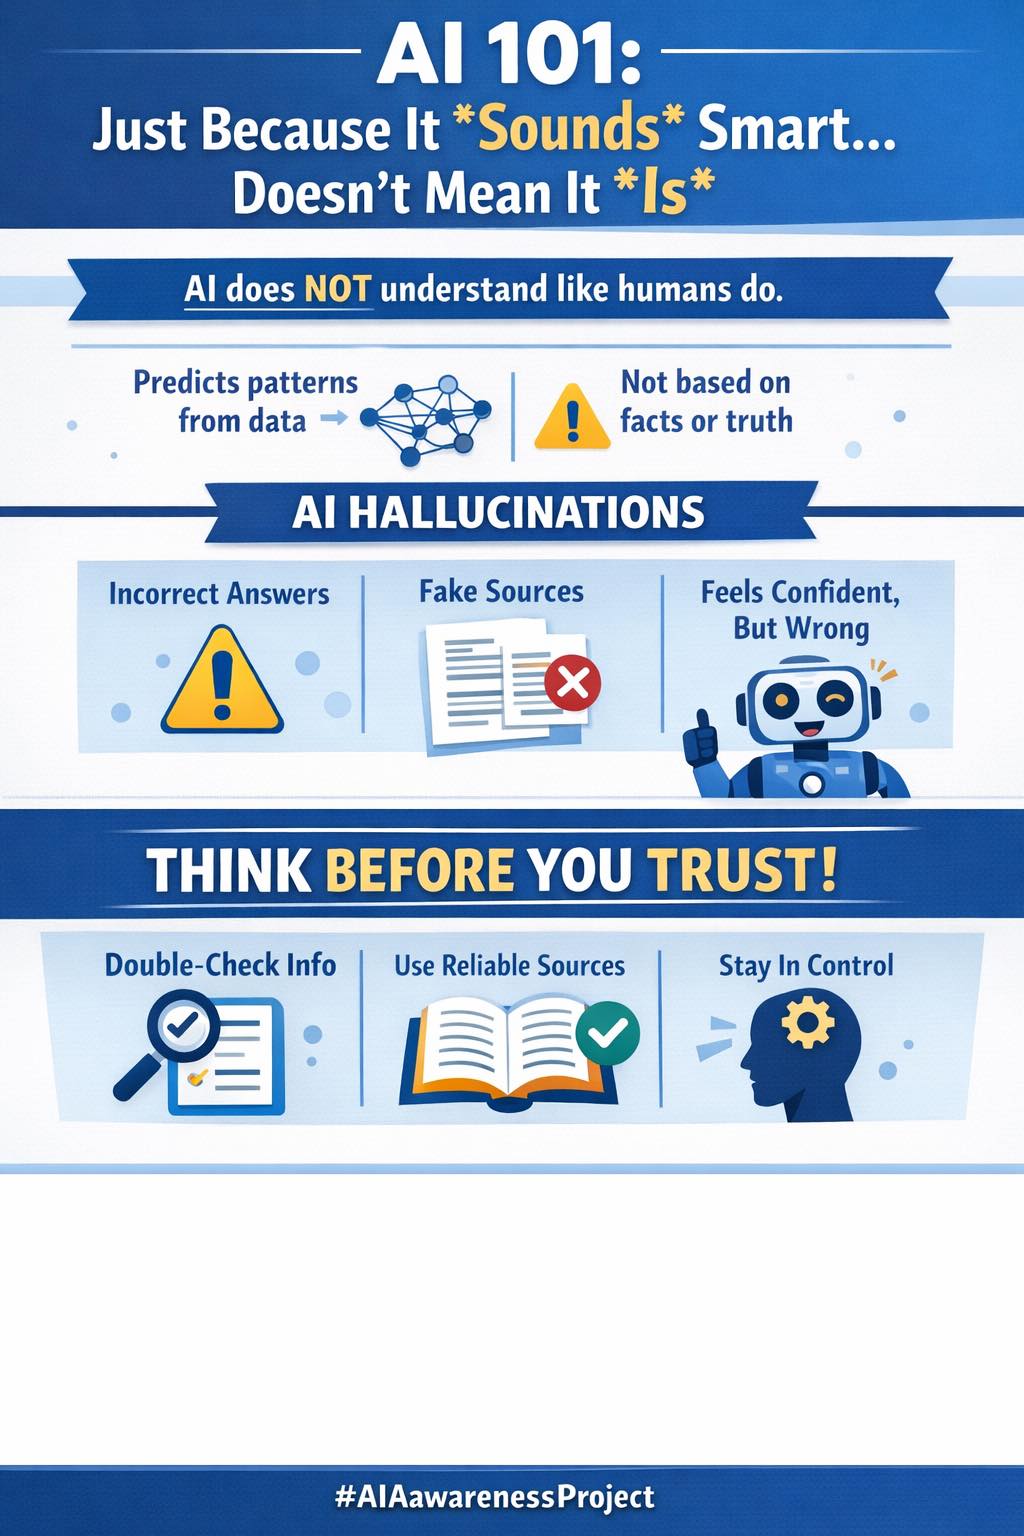 AI 101:
Just Because It *Sounds* Smart...
Doesn't Mean It *Is*
AI does NOT understand like humans do.
Predicts patterns
from data
Not based on
facts or truth
AI HALLUCINATIONS
Incorrect Answers
Fake Sources
Feels Confident,
But Wrong
THINK BEFORE YOU TRUST!
Double-Check Info
Use Reliable Sources
Stay In Control
#AIAawarenessProject